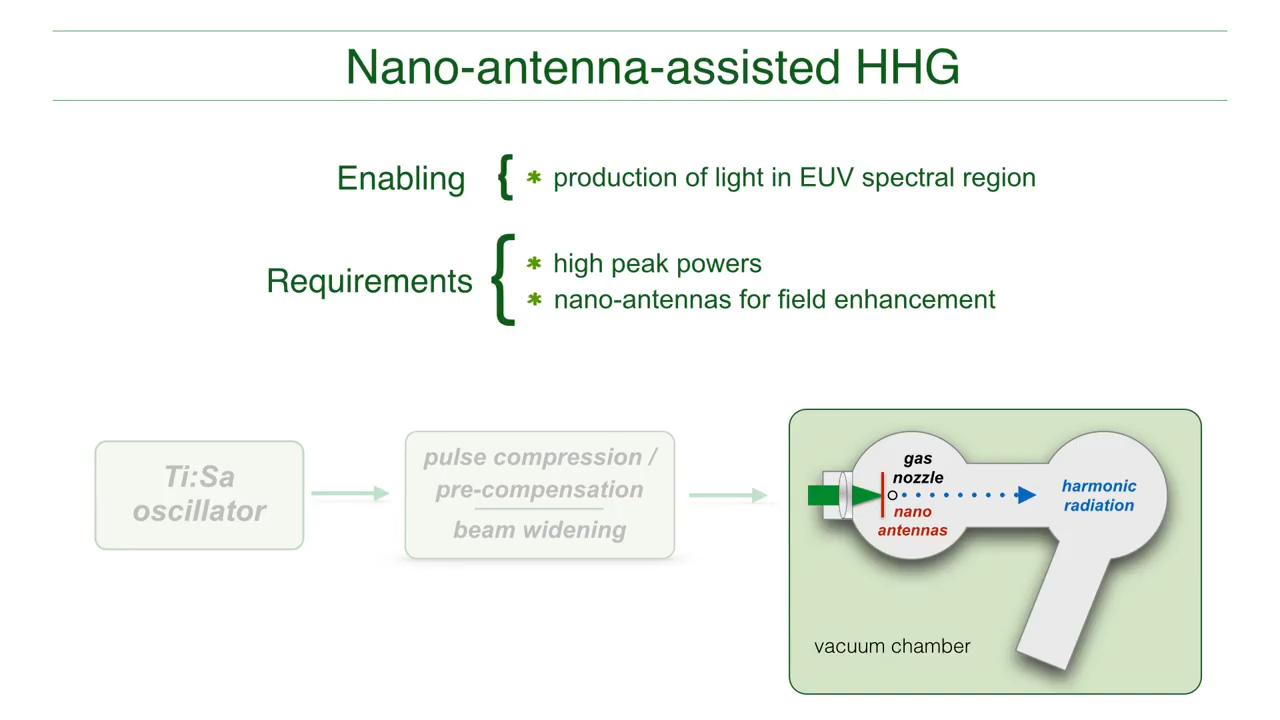 Nano-antenna-assisted HHG
Enabling { * production of light in EUV spectral region
Requirements { * high peak powers
* nano-antennas for field enhancement
Ti:Sa
oscillator
pulse compression /
pre-compensation
beam widening
gas
nozzle
nano
antennas
harmonic
radiation
vacuum chamber